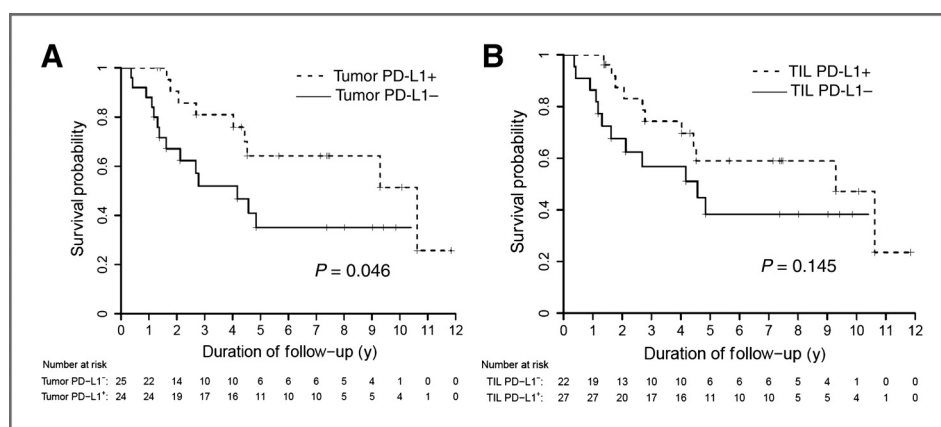 A
Survival probability
1
0.8
0.6
0.4
0.2
0
Tumor PD-L1+
Tumor PD-L1−
P = 0.046
0 1 2 3 4 5 6 7 8 9 10 11 12
Duration of follow−up (y)
Number at risk
Tumor PD-L1⁻: 25 22 14 10 10 6 6 6 5 4 1 0 0
Tumor PD-L1⁺: 24 24 19 17 16 11 10 10 5 5 4 1 0
B
Survival probability
1
0.8
0.6
0.4
0.2
0
TIL PD-L1+
TIL PD-L1−
P = 0.145
0 1 2 3 4 5 6 7 8 9 10 11 12
Duration of follow−up (y)
Number at risk
TIL PD-L1⁻: 22 19 13 10 10 6 6 6 5 4 1 0 0
TIL PD-L1⁺: 27 27 20 17 16 11 10 10 5 5 4 1 0